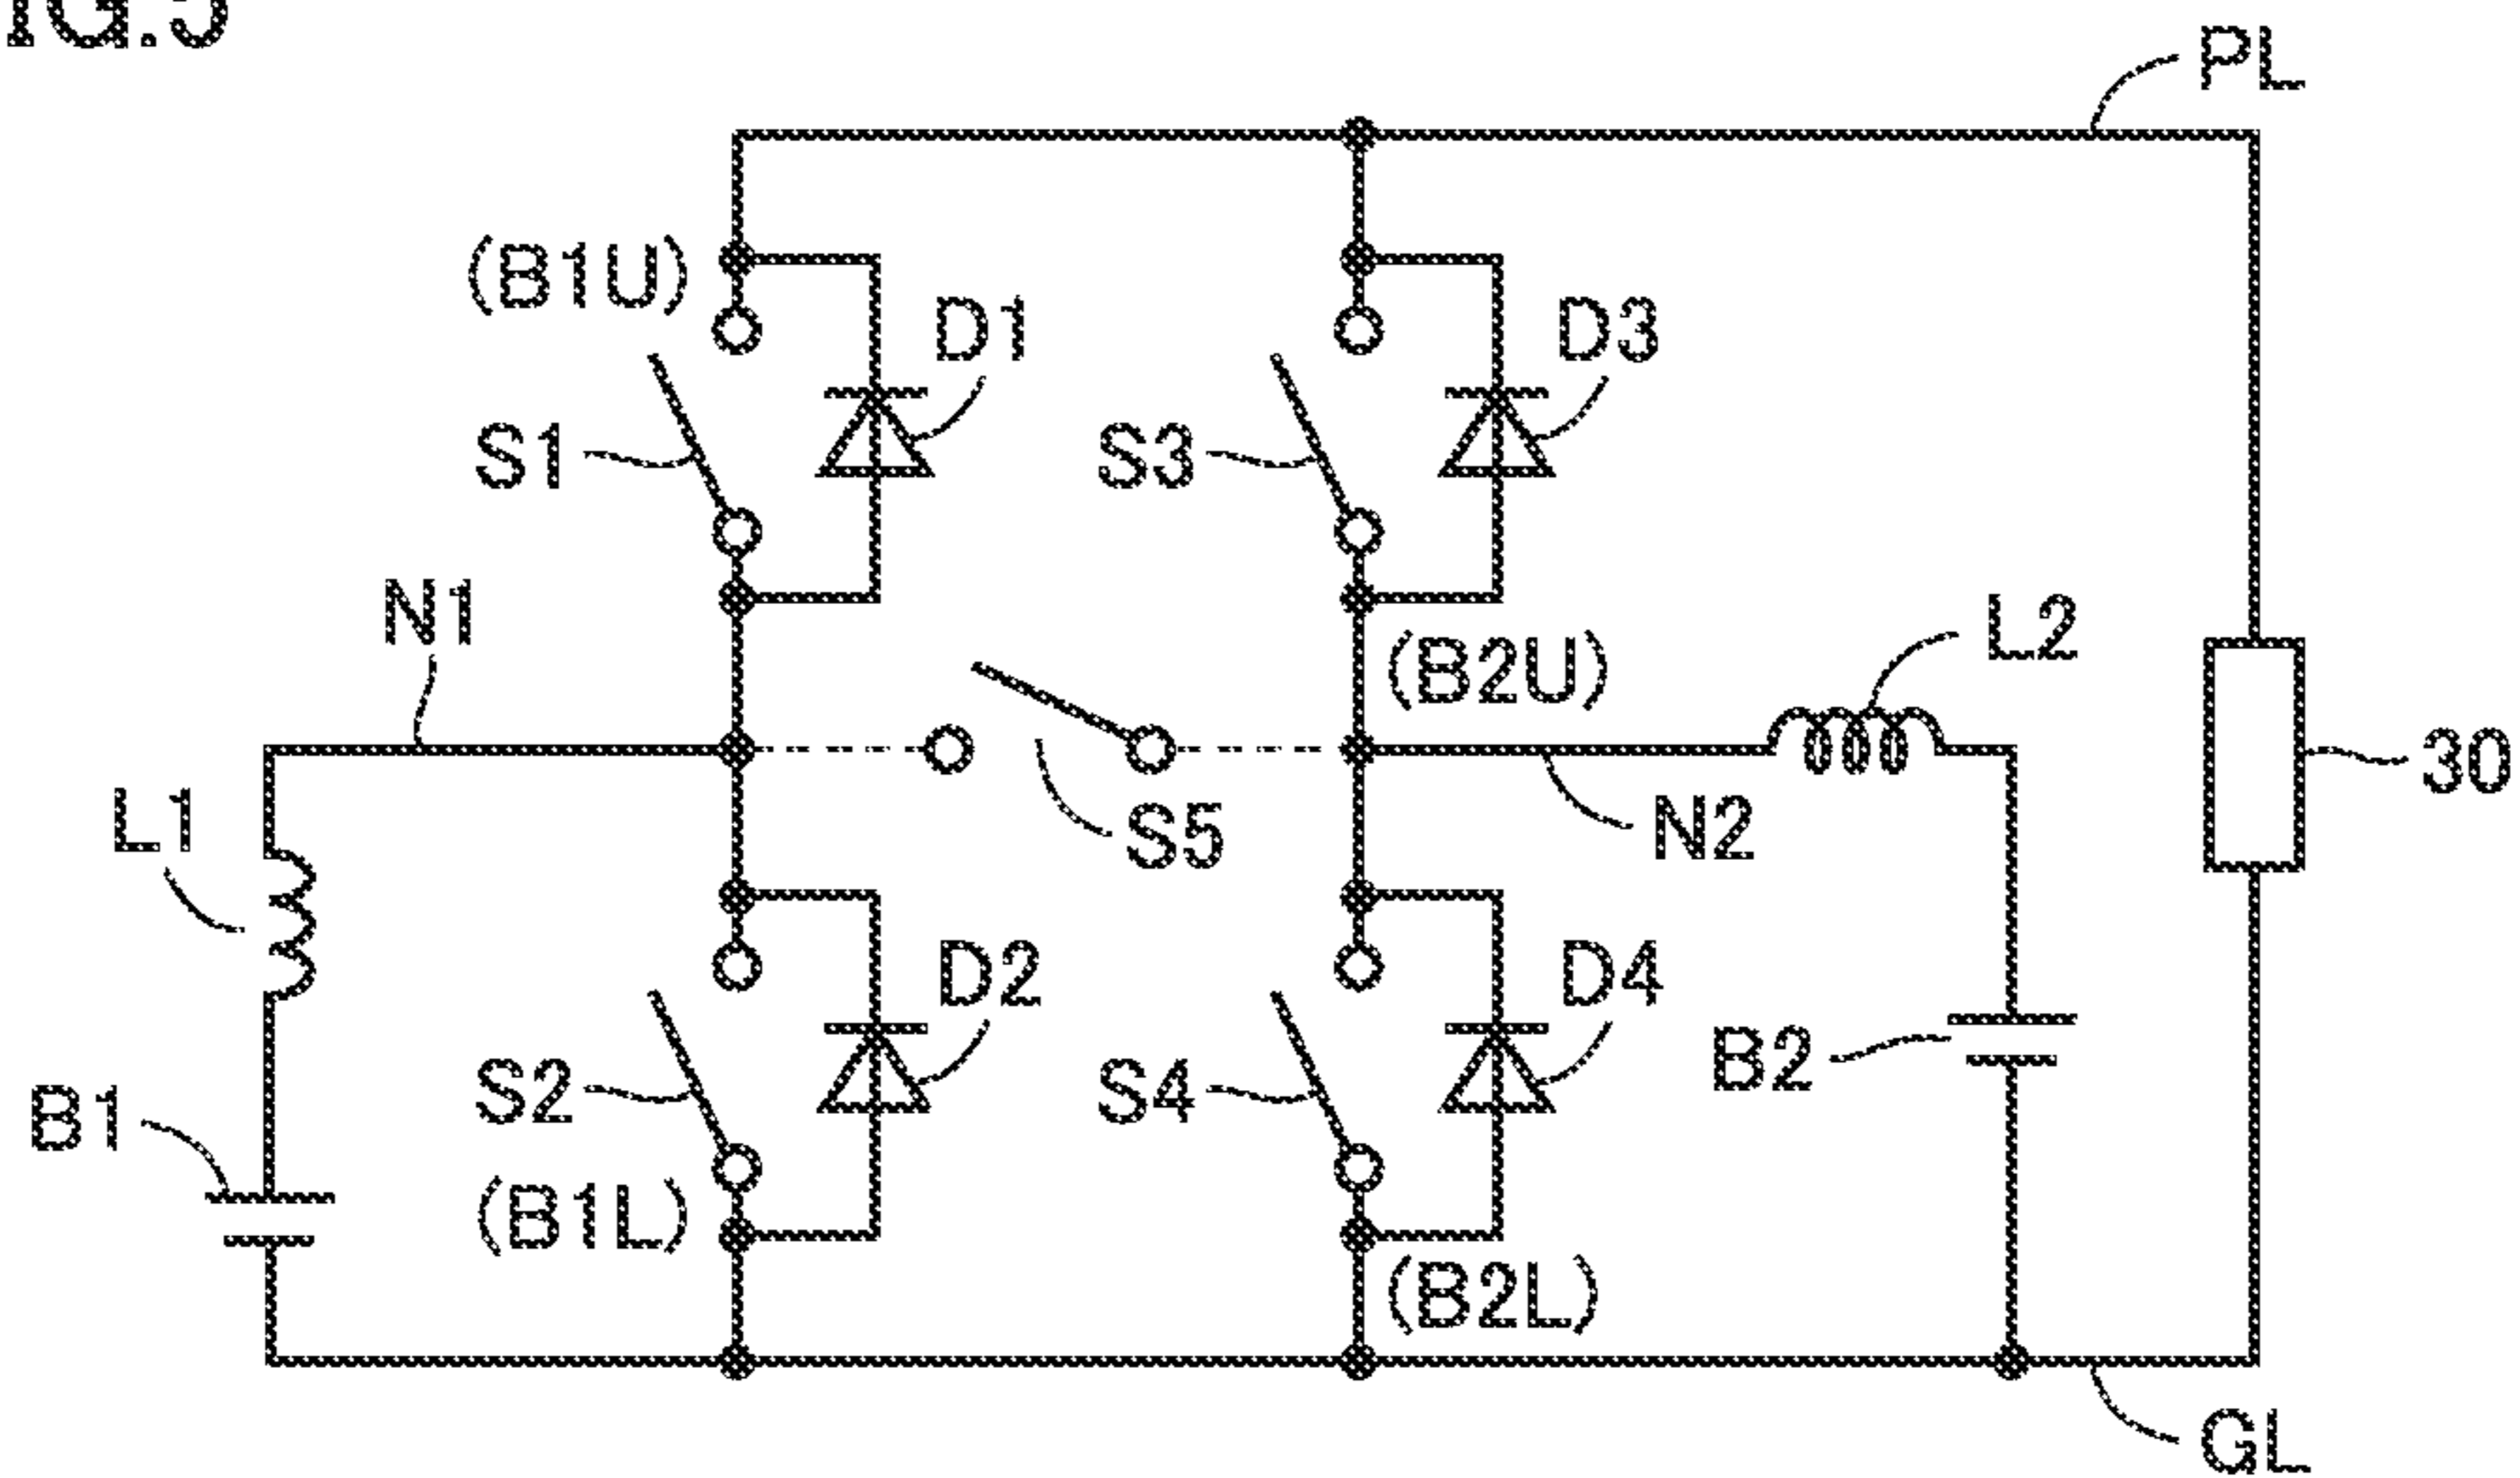 PL
(B1U)
D1
D3
S1
S3
N1
L2
(B2U)
30
L1
S5
N2
D2
D4
B2
S2
S4
B1
(B1L)
(B2L)
GL